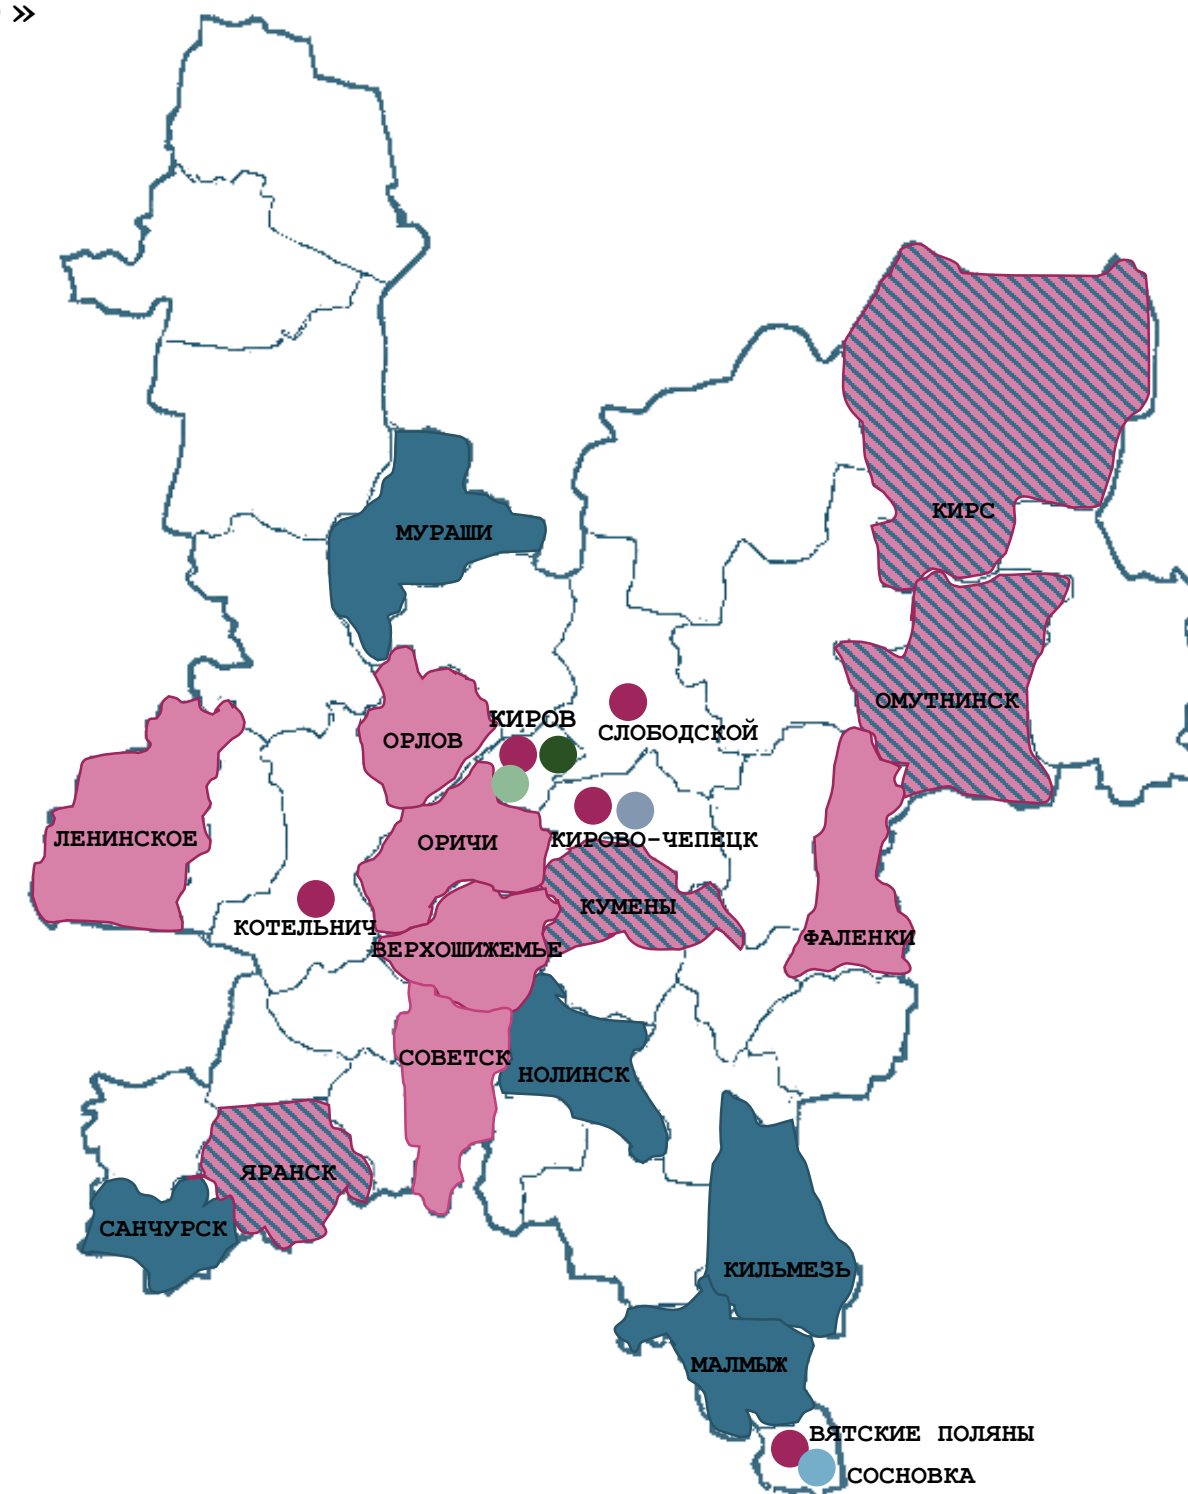 »
КИРС
МУРАШИ
ОМУТНИНСК
КИРОВ
СЛОБОДСКОЙ
ОРЛОВ
ЛЕНИНСКОЕ
ОРИЧИ
КИРОВО-ЧЕПЕЦК
КУМЕНЫ
КОТЕЛЬНИЧ
ФАЛЕНКИ
ВЕРХОШИЖЕМЬЕ
СОВЕТСК
НОЛИНСК
ЯРАНСК
САНЧУРСК
КИЛЬМЕЗЬ
МАЛМЫЖ
ВЯТСКИЕ ПОЛЯНЫ
СОСНОВКА